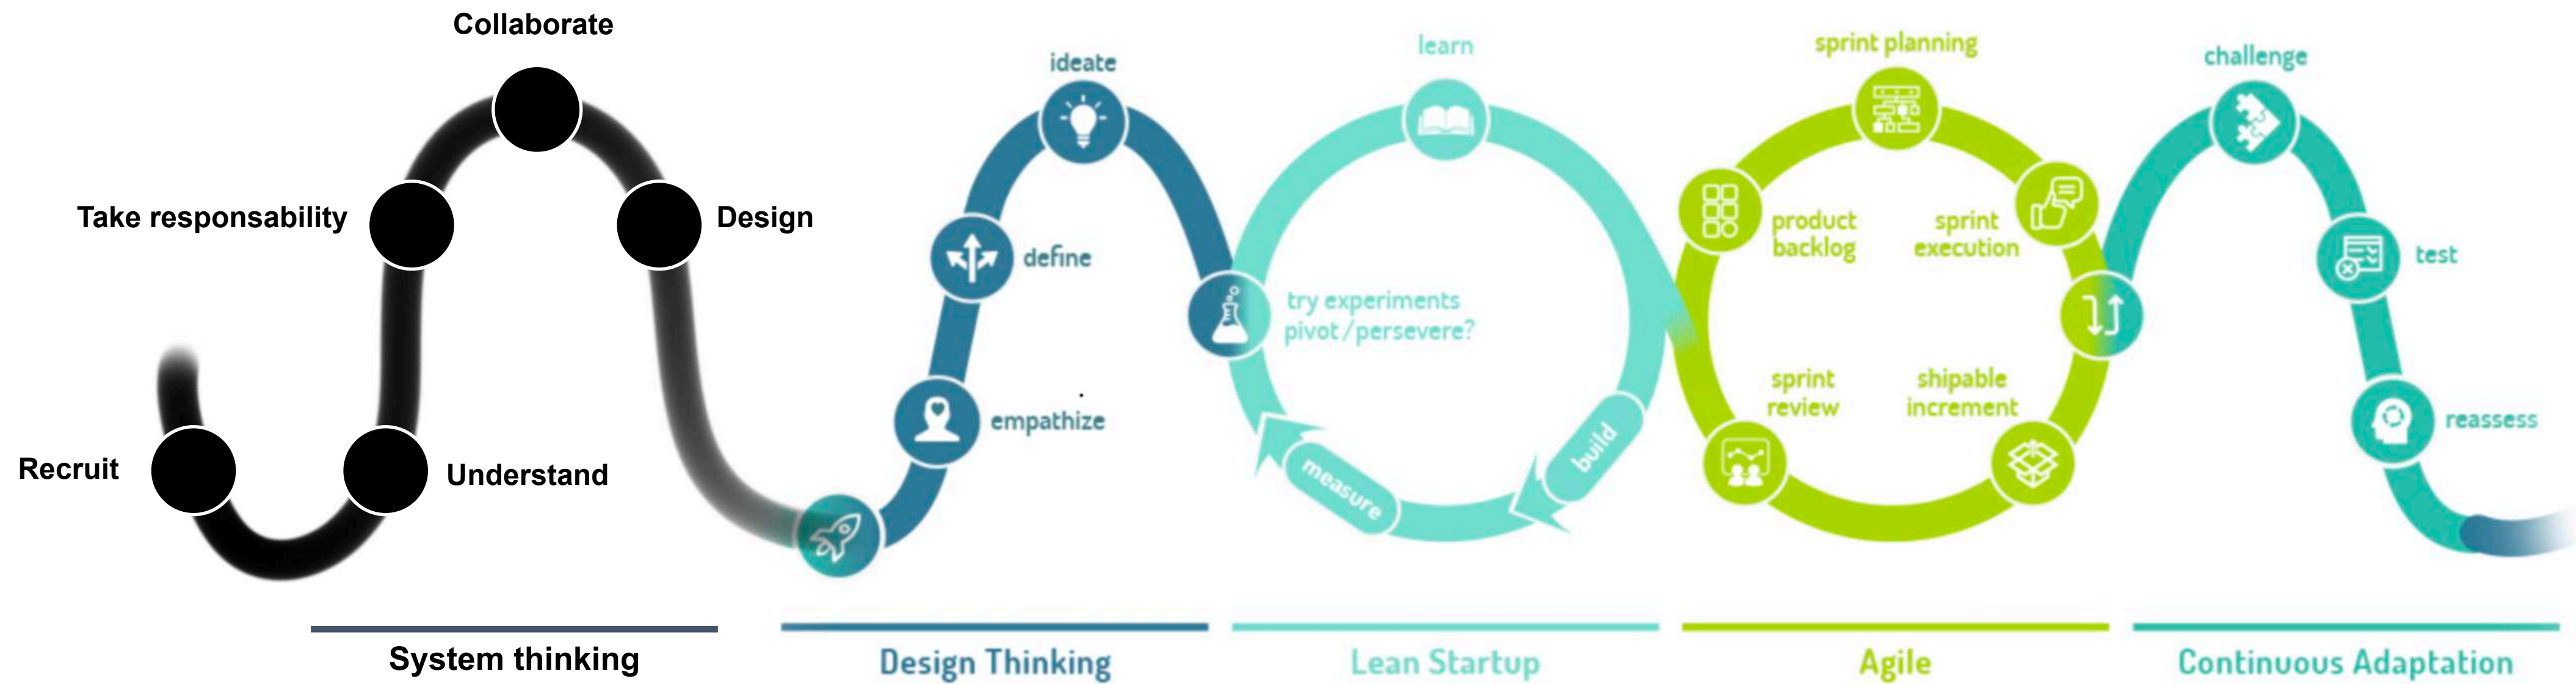 Collaborate
Take responsability
Design
Recruit
Understand
System thinking
ideate
define
empathize
Design Thinking
learn
try experiments
pivot/persevere?
build
measure
Lean Startup
sprint planning
product
backlog
sprint
execution
sprint
review
shipable
increment
Agile
challenge
test
reassess
Continuous Adaptation